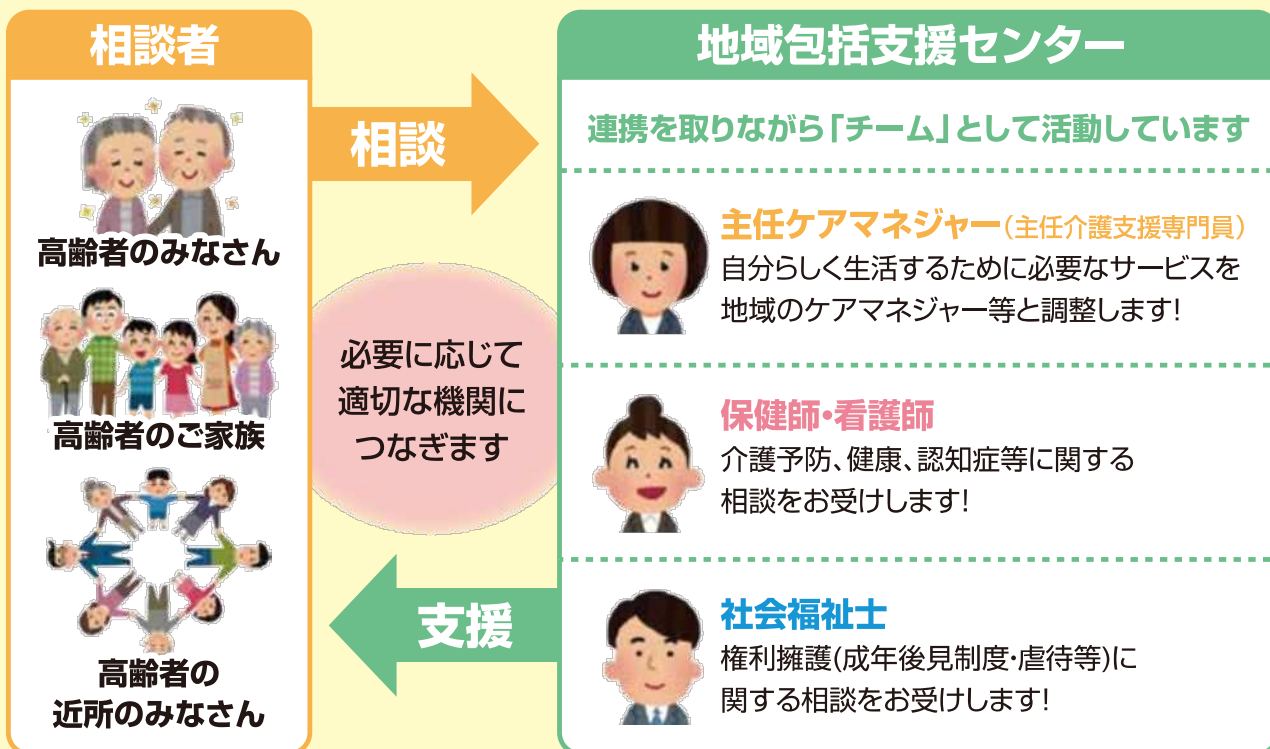 相談者
高齢者のみなさん
高齢者のご家族
高齢者の
近所のみなさん
相談
必要に応じて
適切な機関に
つなぎます
支援
地域包括支援センター
連携を取りながら「チーム」として活動しています
主任ケアマネジャー(主任介護支援専門員)
自分らしく生活するために必要なサービスを
地域のケアマネジャー等と調整します!
保健師・看護師
介護予防、健康、認知症等に関する
相談をお受けします!
社会福祉士
権利擁護(成年後見制度・虐待等)に
関する相談をお受けします!